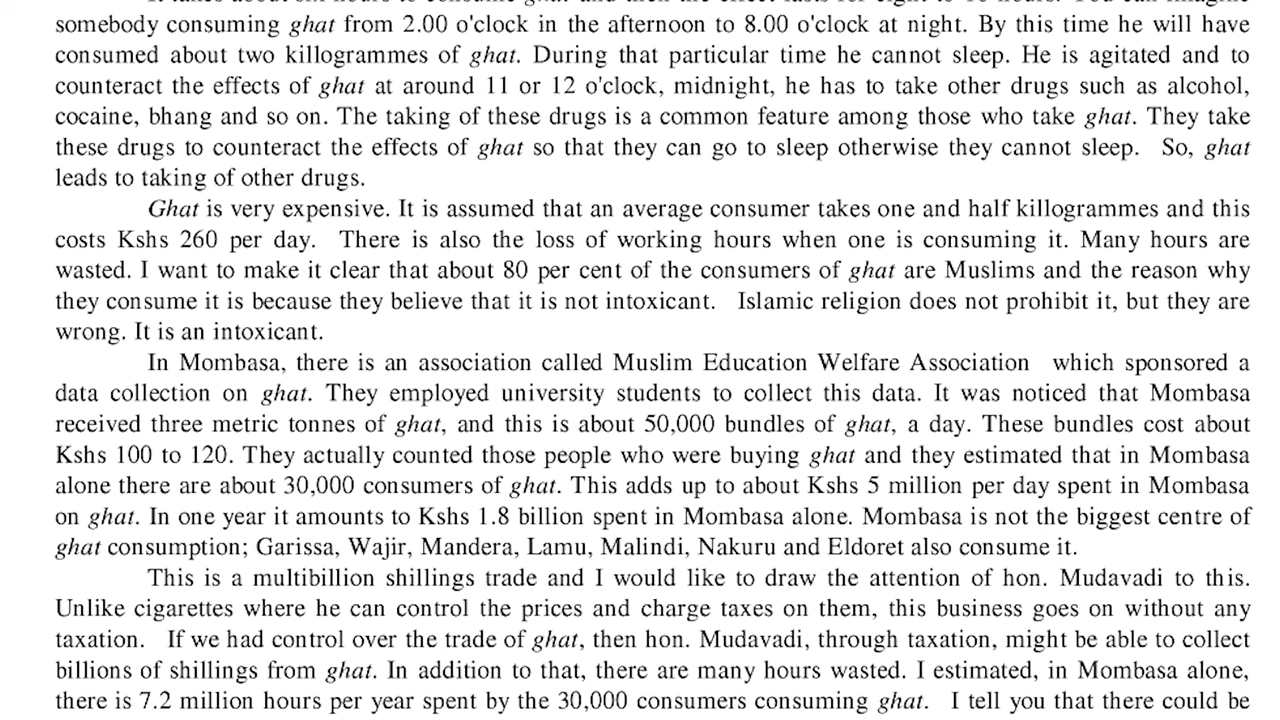 It takes about six hours to consume ghat and then the effect lasts for eight to 10 hours. You can imagine
somebody consuming ghat from 2.00 o'clock in the afternoon to 8.00 o'clock at night. By this time he will have
consumed about two killogrammes of ghat. During that particular time he cannot sleep. He is agitated and to
counteract the effects of ghat at around 11 or 12 o'clock, midnight, he has to take other drugs such as alcohol,
cocaine, bhang and so on. The taking of these drugs is a common feature among those who take ghat. They take
these drugs to counteract the effects of ghat so that they can go to sleep otherwise they cannot sleep. So, ghat
leads to taking of other drugs.
Ghat is very expensive. It is assumed that an average consumer takes one and half killogrammes and this
costs Kshs 260 per day. There is also the loss of working hours when one is consuming it. Many hours are
wasted. I want to make it clear that about 80 per cent of the consumers of ghat are Muslims and the reason why
they consume it is because they believe that it is not intoxicant. Islamic religion does not prohibit it, but they are
wrong. It is an intoxicant.
In Mombasa, there is an association called Muslim Education Welfare Association which sponsored a
data collection on ghat. They employed university students to collect this data. It was noticed that Mombasa
received three metric tonnes of ghat, and this is about 50,000 bundles of ghat, a day. These bundles cost about
Kshs 100 to 120. They actually counted those people who were buying ghat and they estimated that in Mombasa
alone there are about 30,000 consumers of ghat. This adds up to about Kshs 5 million per day spent in Mombasa
on ghat. In one year it amounts to Kshs 1.8 billion spent in Mombasa alone. Mombasa is not the biggest centre of
ghat consumption; Garissa, Wajir, Mandera, Lamu, Malindi, Nakuru and Eldoret also consume it.
This is a multibillion shillings trade and I would like to draw the attention of hon. Mudavadi to this.
Unlike cigarettes where he can control the prices and charge taxes on them, this business goes on without any
taxation. If we had control over the trade of ghat, then hon. Mudavadi, through taxation, might be able to collect
billions of shillings from ghat. In addition to that, there are many hours wasted. I estimated, in Mombasa alone,
there is 7.2 million hours per year spent by the 30,000 consumers consuming ghat. I tell you that there could be